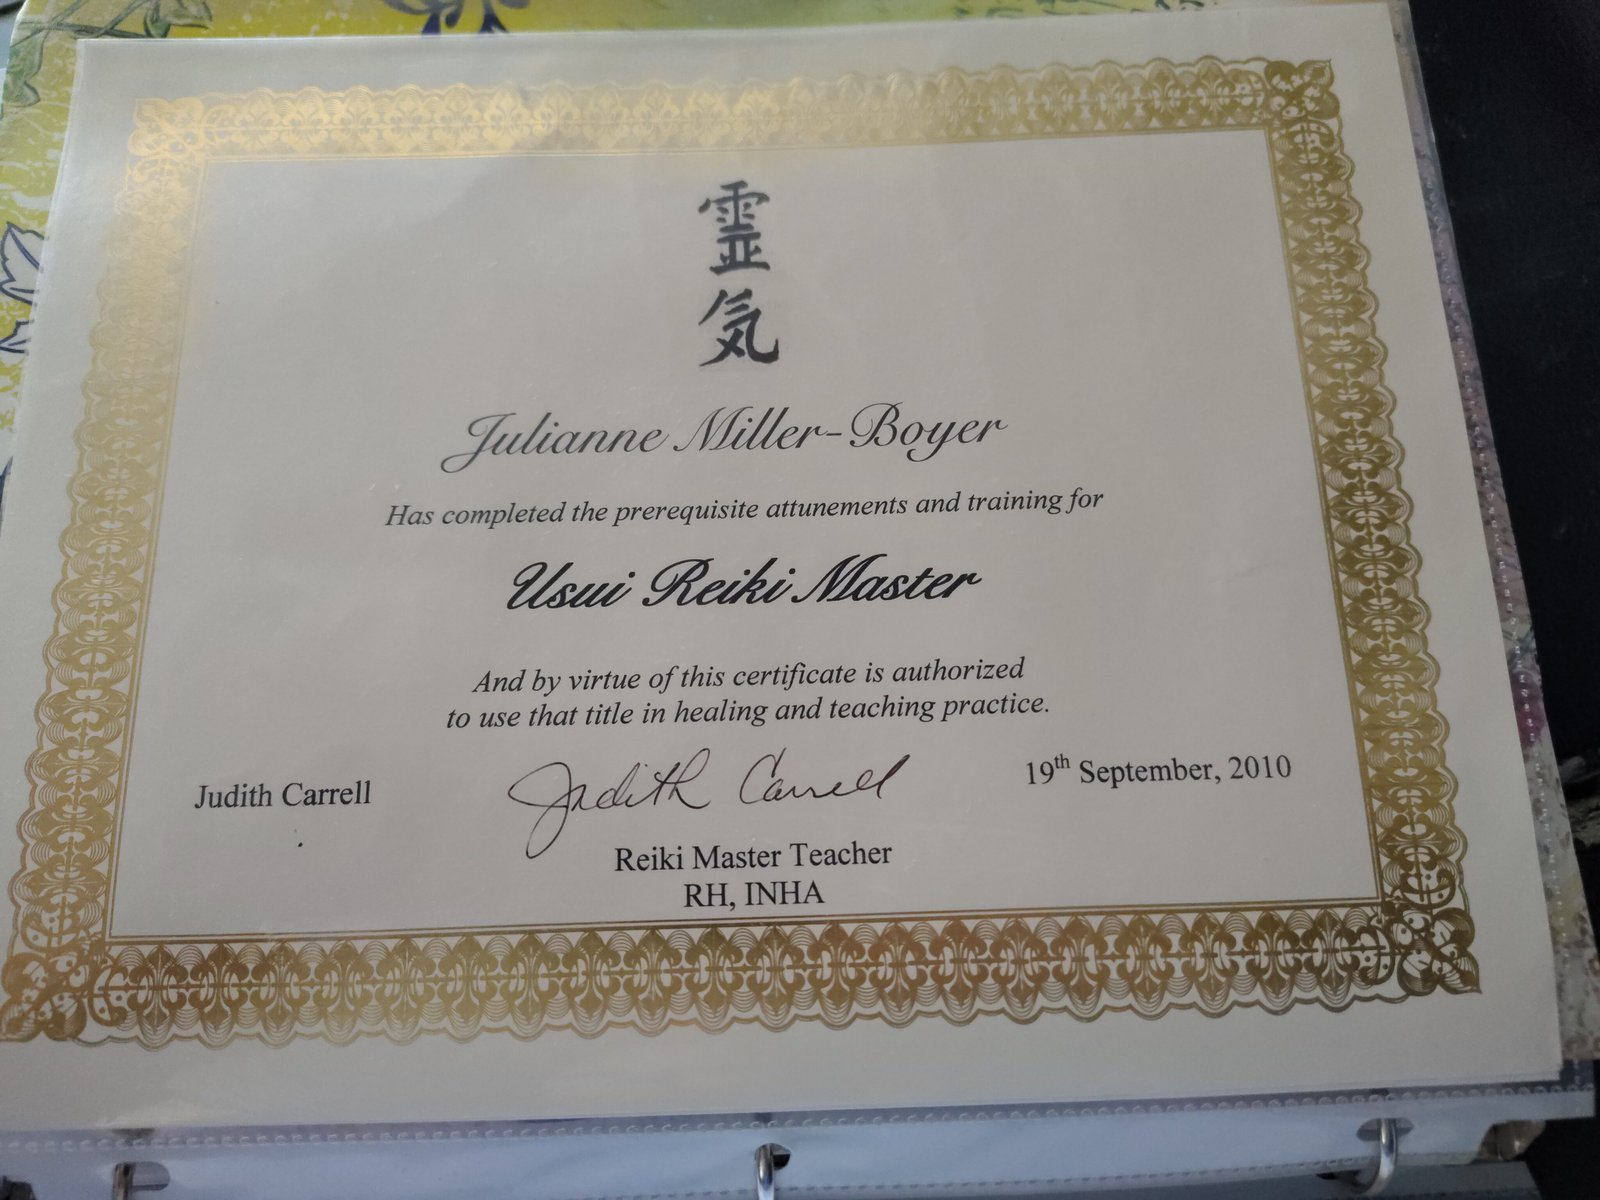 靈
気
Julianne Miller-Boyer
Has completed the prerequisite attunements and training for
Usui Reiki Master
And by virtue of this certificate is authorized
to use that title in healing and teaching practice.
Judith Carrell
Judith Carrell
19th September, 2010
Reiki Master Teacher
RH, INHA